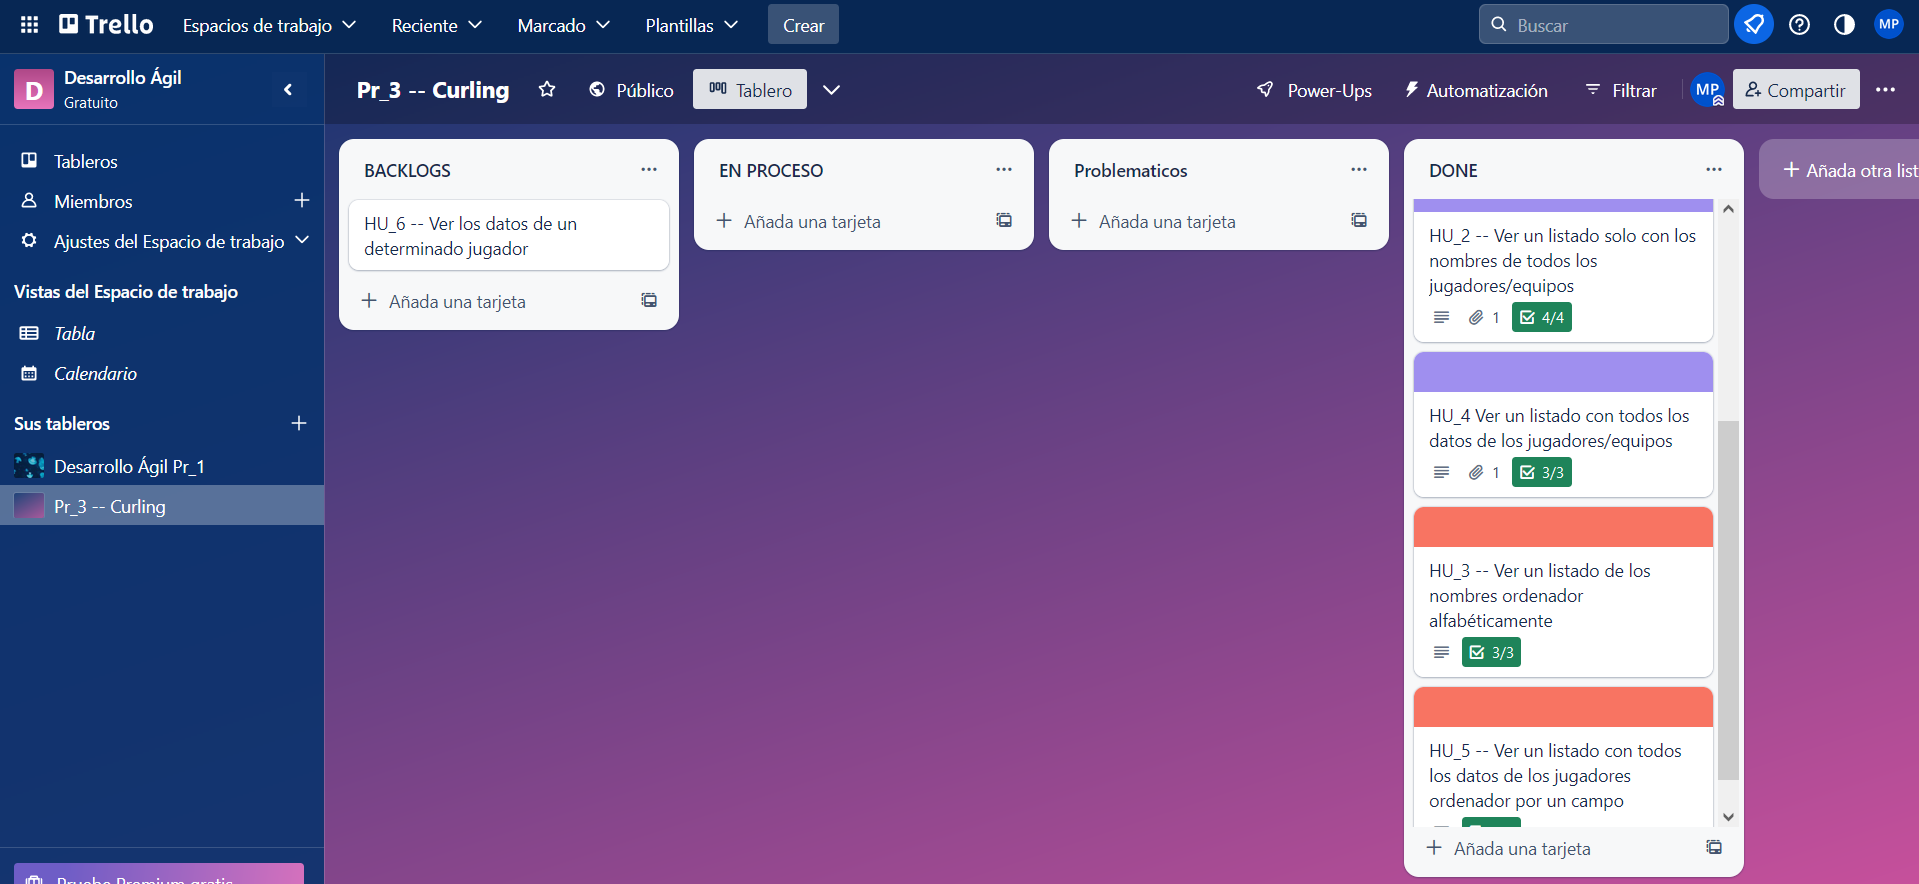 Trello
Espacios de trabajo
Reciente
Marcado
Plantillas
Crear
Buscar
MP
D
Desarrollo Ágil
Gratuito
Pr_3 -- Curling
Público
Tablero
Power-Ups
Automatización
Filtrar
MP
Compartir
Tableros
Miembros
Ajustes del Espacio de trabajo
Vistas del Espacio de trabajo
Tabla
Calendario
Sus tableros
Desarrollo Ágil Pr_1
Pr_3 -- Curling
Pruebe Premium gratis
BACKLOGS
HU_6 -- Ver los datos de un
determinado jugador
Añada una tarjeta
EN PROCESO
Añada una tarjeta
Problematicos
Añada una tarjeta
DONE
HU_2 -- Ver un listado solo con los
nombres de todos los
jugadores/equipos
1
4/4
HU_4 Ver un listado con todos los
datos de los jugadores/equipos
1
3/3
HU_3 -- Ver un listado de los
nombres ordenador
alfabéticamente
3/3
HU_5 -- Ver un listado con todos
los datos de los jugadores
ordenador por un campo
Añada una tarjeta
Añada otra list